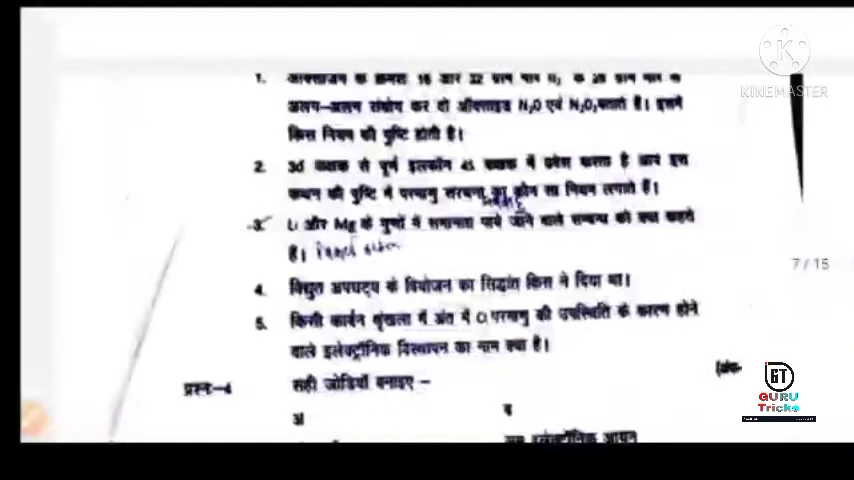 1. आक्सीजन के क्रमशः 16 और 32 ग्राम भार N₂ के 28 ग्राम भार से
अलग-अलग संयोग कर दो ऑक्साइड N₂O एवं N₂O₂ बनाते है। इससे
किस नियम की पुष्टि होती है।
2. 3d कक्षक से पूर्व इलेक्ट्रॉन 4s कक्षक में प्रवेश करता है आप इस
कथन की पुष्टि में परमाणु संरचना का कौन सा नियम लगाते है।
3. Li और Mg के गुणों में समानता पाये जाने वाले सम्बन्ध को क्या कहते
है।
4. विद्युत अपघट्य के वियोजन का सिद्धांत किस ने दिया था।
5. किसी कार्बन श्रृंखला में अंत में Cl परमाणु की उपस्थिति के कारण होने
वाले इलेक्ट्रॉनिक विस्थापन का नाम क्या है।
प्रश्न-4 सही जोड़ियाँ बनाइए –
अ ब
KINEMASTER
7/15
GT
GURU
Tricks